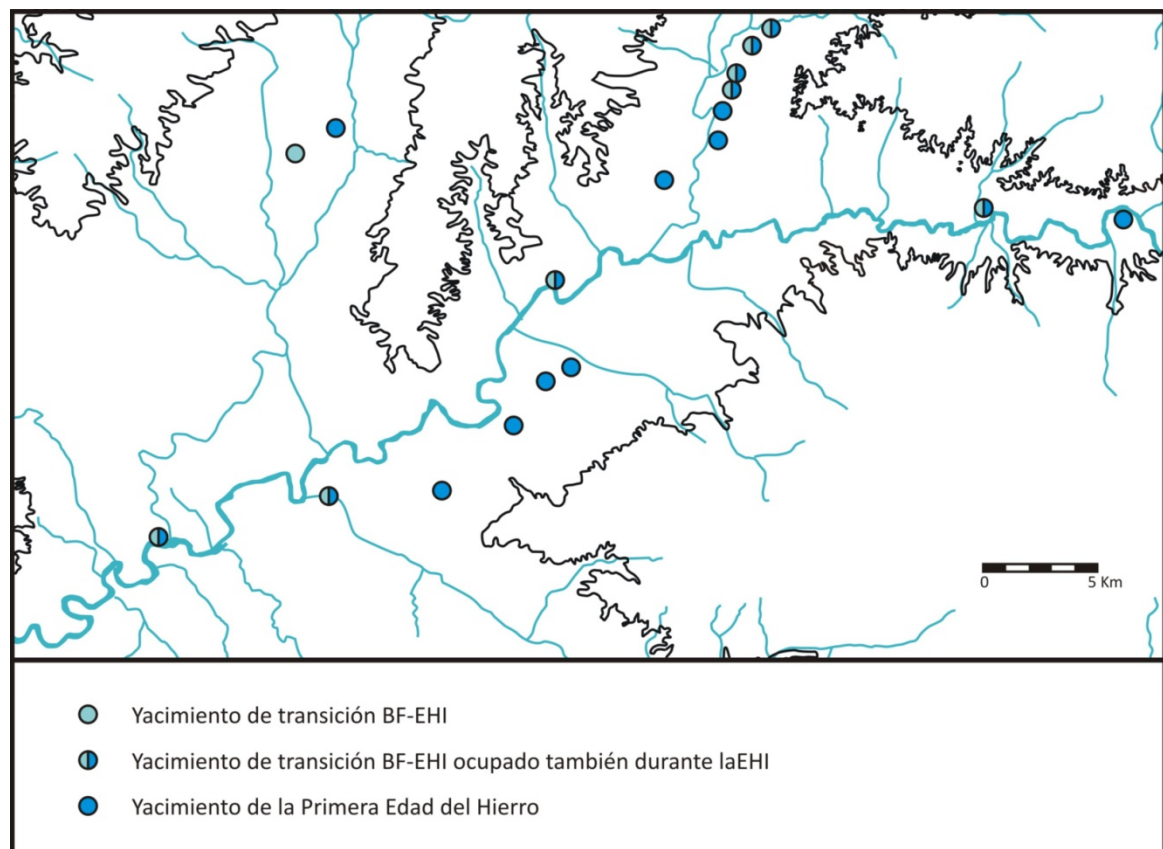 0 5 Km
Yacimiento de transición BF-EHI
Yacimiento de transición BF-EHI ocupado también durante laEHI
Yacimiento de la Primera Edad del Hierro